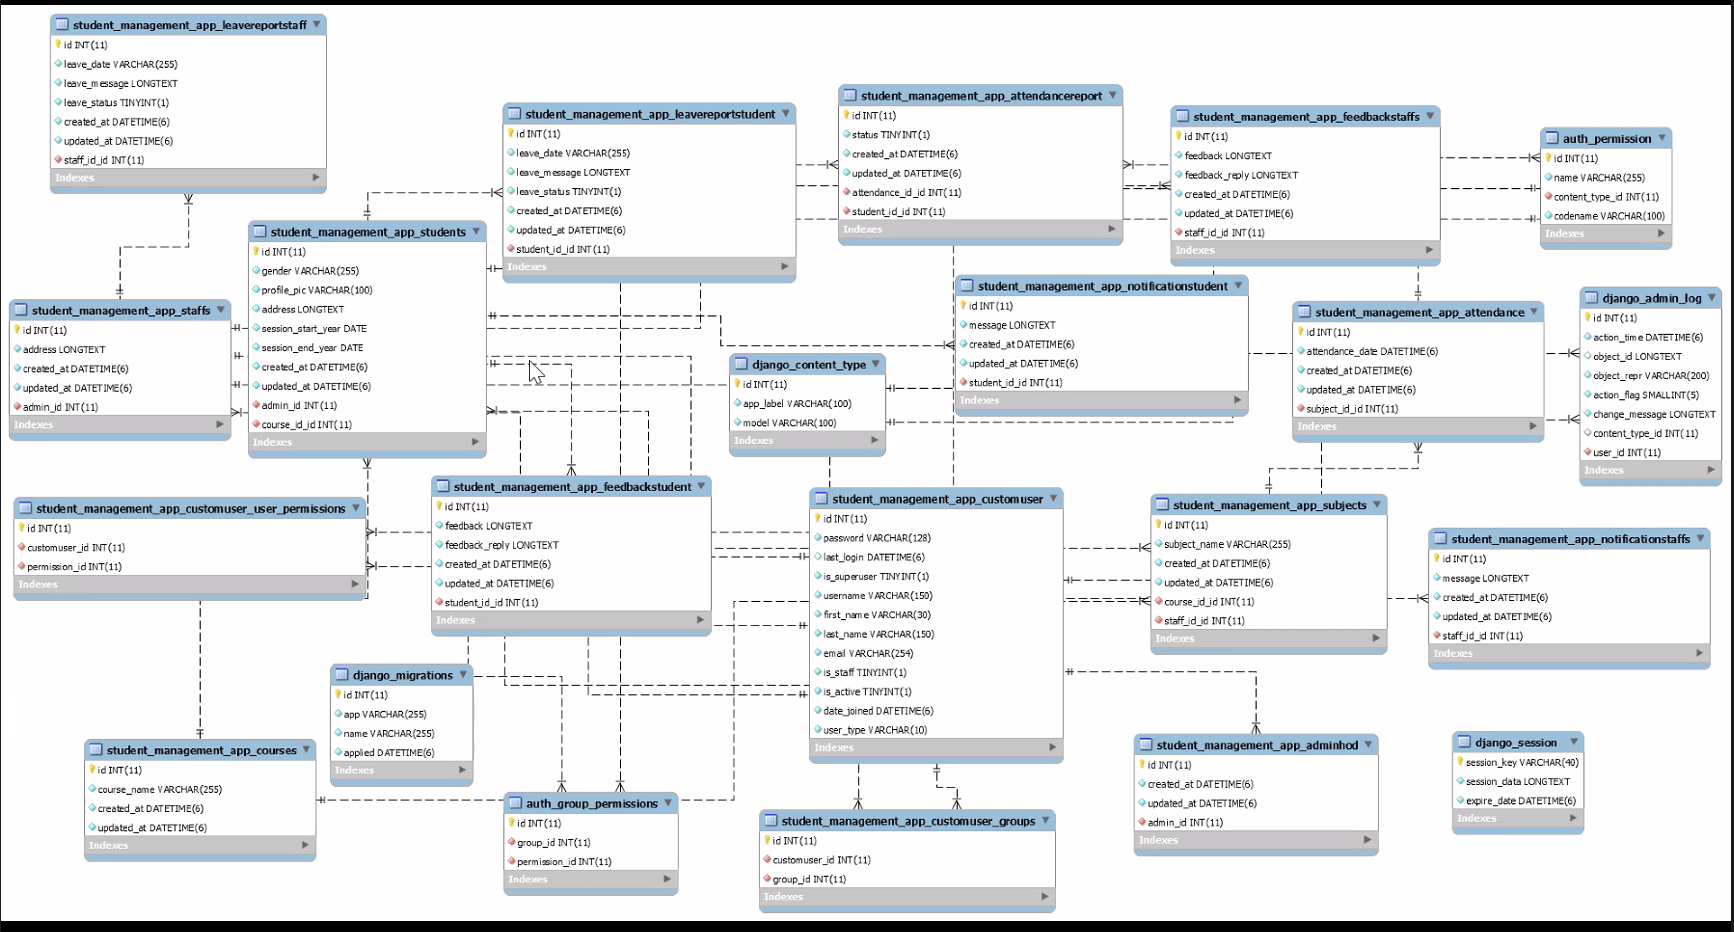 student_management_app_leavereportstaff
id INT(11)
leave_date VARCHAR(255)
leave_message LONGTEXT
leave_status TINYINT(1)
created_at DATETIME(6)
updated_at DATETIME(6)
staff_id_id INT(11)
Indexes
student_management_app_leavereportstudent
id INT(11)
leave_date VARCHAR(255)
leave_message LONGTEXT
leave_status TINYINT(1)
created_at DATETIME(6)
updated_at DATETIME(6)
student_id_id INT(11)
Indexes
student_management_app_attendancereport
id INT(11)
status TINYINT(1)
created_at DATETIME(6)
updated_at DATETIME(6)
attendance_id_id INT(11)
student_id_id INT(11)
Indexes
student_management_app_feedbackstaffs
id INT(11)
feedback LONGTEXT
feedback_reply LONGTEXT
created_at DATETIME(6)
updated_at DATETIME(6)
staff_id_id INT(11)
Indexes
auth_permission
id INT(11)
name VARCHAR(255)
content_type_id INT(11)
codename VARCHAR(100)
Indexes
student_management_app_students
id INT(11)
gender VARCHAR(255)
profile_pic VARCHAR(100)
address LONGTEXT
session_start_year DATE
session_end_year DATE
created_at DATETIME(6)
updated_at DATETIME(6)
admin_id INT(11)
course_id_id INT(11)
Indexes
student_management_app_staffs
id INT(11)
address LONGTEXT
created_at DATETIME(6)
updated_at DATETIME(6)
admin_id INT(11)
Indexes
student_management_app_notificationstudent
id INT(11)
message LONGTEXT
created_at DATETIME(6)
updated_at DATETIME(6)
student_id_id INT(11)
Indexes
django_content_type
id INT(11)
app_label VARCHAR(100)
model VARCHAR(100)
Indexes
student_management_app_attendance
id INT(11)
attendance_date DATETIME(6)
created_at DATETIME(6)
updated_at DATETIME(6)
subject_id_id INT(11)
Indexes
django_admin_log
id INT(11)
action_time DATETIME(6)
object_id LONGTEXT
object_repr VARCHAR(200)
action_flag SMALLINT(5)
change_message LONGTEXT
content_type_id INT(11)
user_id INT(11)
Indexes
student_management_app_customuser_user_permissions
id INT(11)
customuser_id INT(11)
permission_id INT(11)
Indexes
student_management_app_feedbackstudent
id INT(11)
feedback LONGTEXT
feedback_reply LONGTEXT
created_at DATETIME(6)
updated_at DATETIME(6)
student_id_id INT(11)
Indexes
student_management_app_customuser
id INT(11)
password VARCHAR(128)
last_login DATETIME(6)
is_superuser TINYINT(1)
username VARCHAR(150)
first_name VARCHAR(30)
last_name VARCHAR(150)
email VARCHAR(254)
is_staff TINYINT(1)
is_active TINYINT(1)
date_joined DATETIME(6)
user_type VARCHAR(10)
Indexes
student_management_app_subjects
id INT(11)
subject_name VARCHAR(255)
created_at DATETIME(6)
updated_at DATETIME(6)
course_id_id INT(11)
staff_id_id INT(11)
Indexes
student_management_app_notificationstaffs
id INT(11)
message LONGTEXT
created_at DATETIME(6)
updated_at DATETIME(6)
staff_id_id INT(11)
Indexes
django_migrations
id INT(11)
app VARCHAR(255)
name VARCHAR(255)
applied DATETIME(6)
Indexes
student_management_app_courses
id INT(11)
course_name VARCHAR(255)
created_at DATETIME(6)
updated_at DATETIME(6)
Indexes
auth_group_permissions
id INT(11)
group_id INT(11)
permission_id INT(11)
Indexes
student_management_app_customuser_groups
id INT(11)
customuser_id INT(11)
group_id INT(11)
Indexes
student_management_app_adminhod
id INT(11)
created_at DATETIME(6)
updated_at DATETIME(6)
admin_id INT(11)
Indexes
django_session
session_key VARCHAR(40)
session_data LONGTEXT
expire_date DATETIME(6)
Indexes